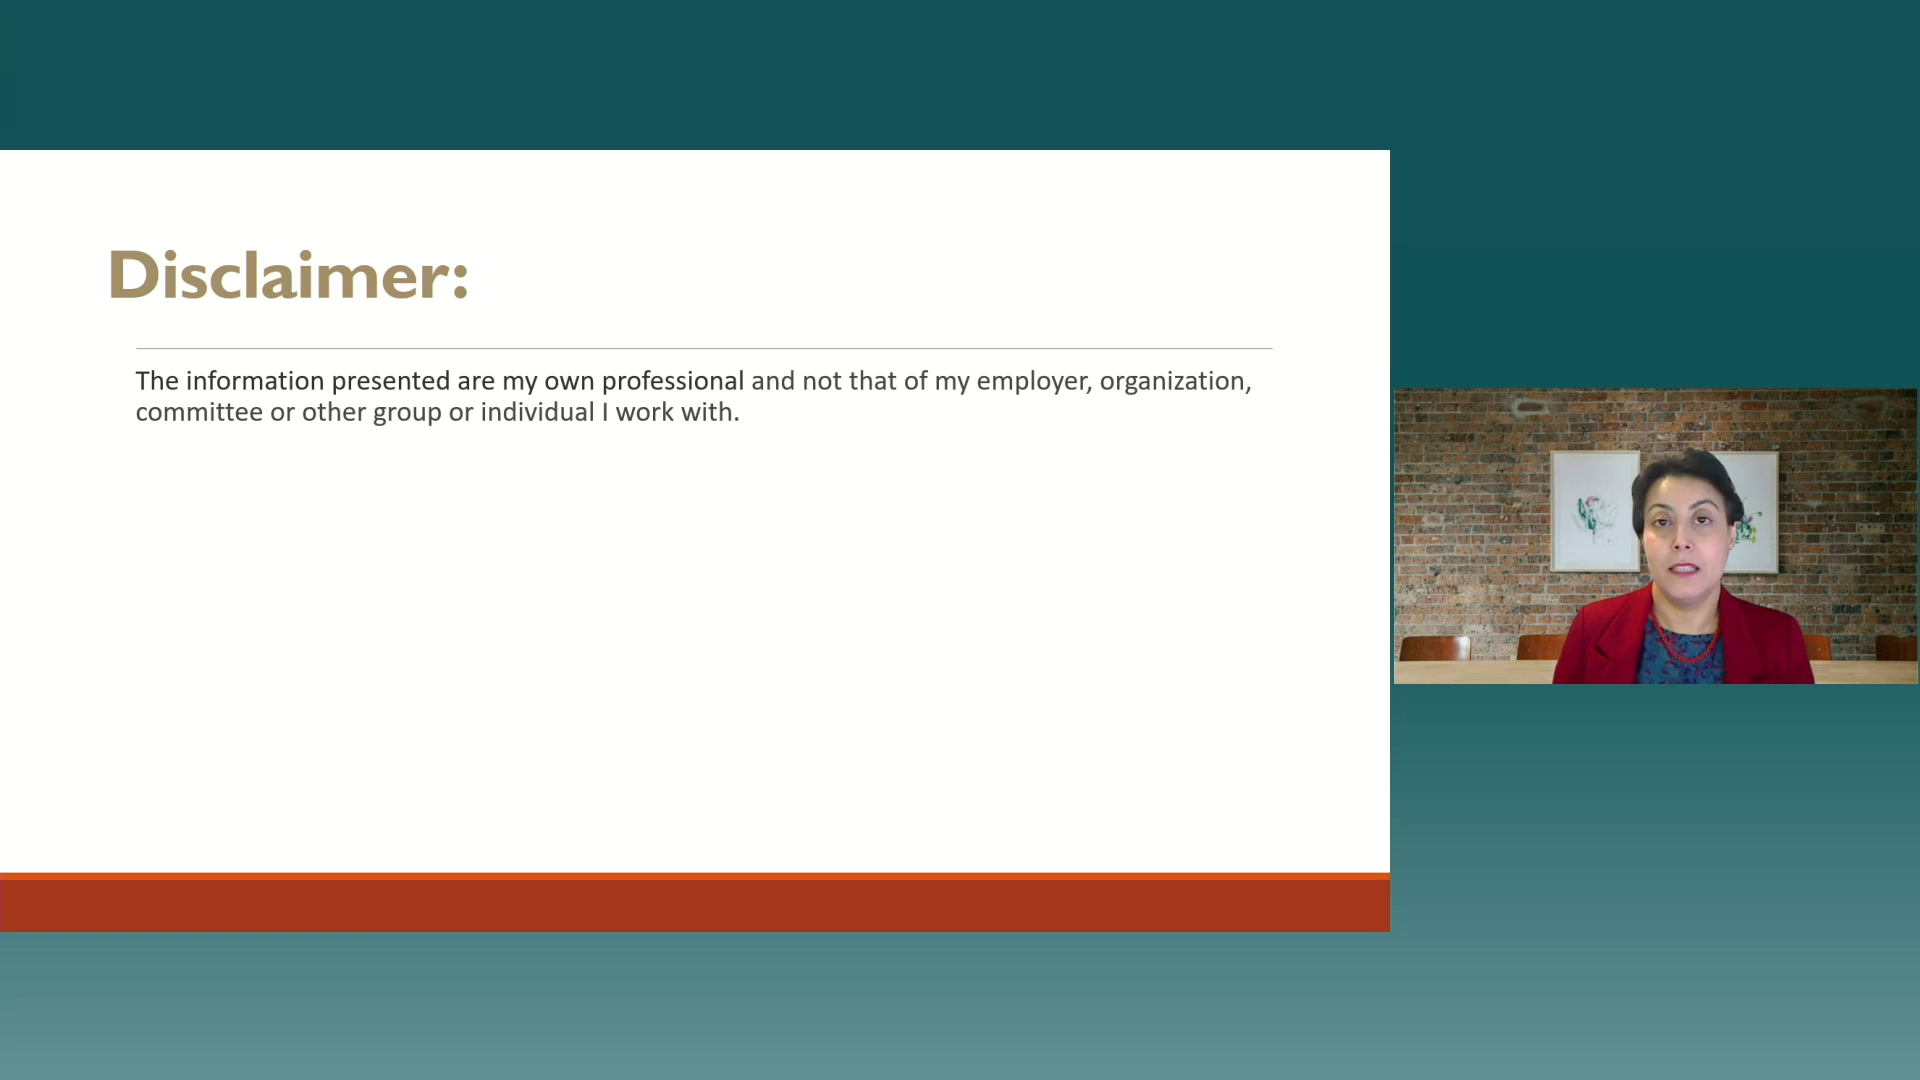 Disclaimer:
The information presented are my own professional and not that of my employer, organization,
committee or other group or individual I work with.